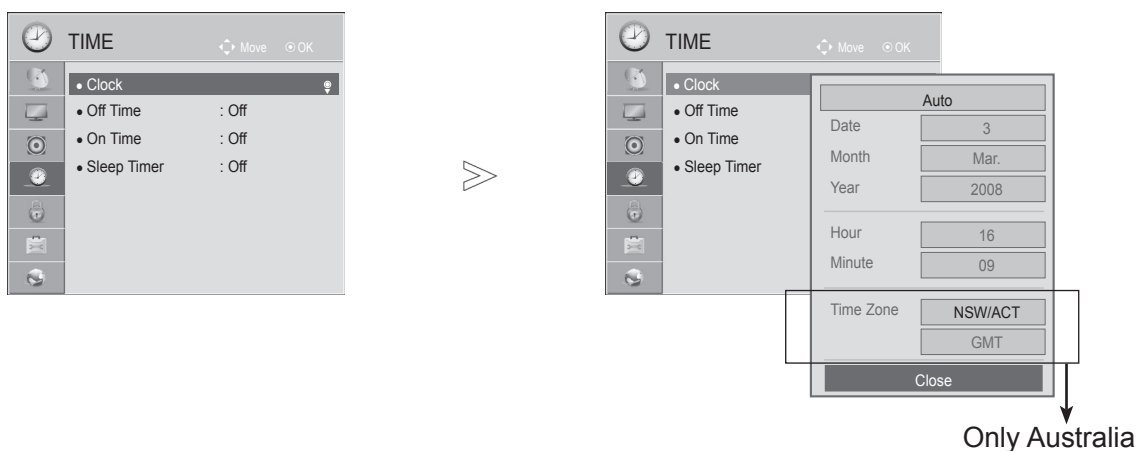 TIME Move OK
• Clock
• Off Time : Off
• On Time : Off
• Sleep Timer : Off
TIME Move OK
• Clock
• Off Time
• On Time
• Sleep Timer
Auto
Date 3
Month Mar.
Year 2008
Hour 16
Minute 09
Time Zone NSW/ACT
GMT
Close
Only Australia